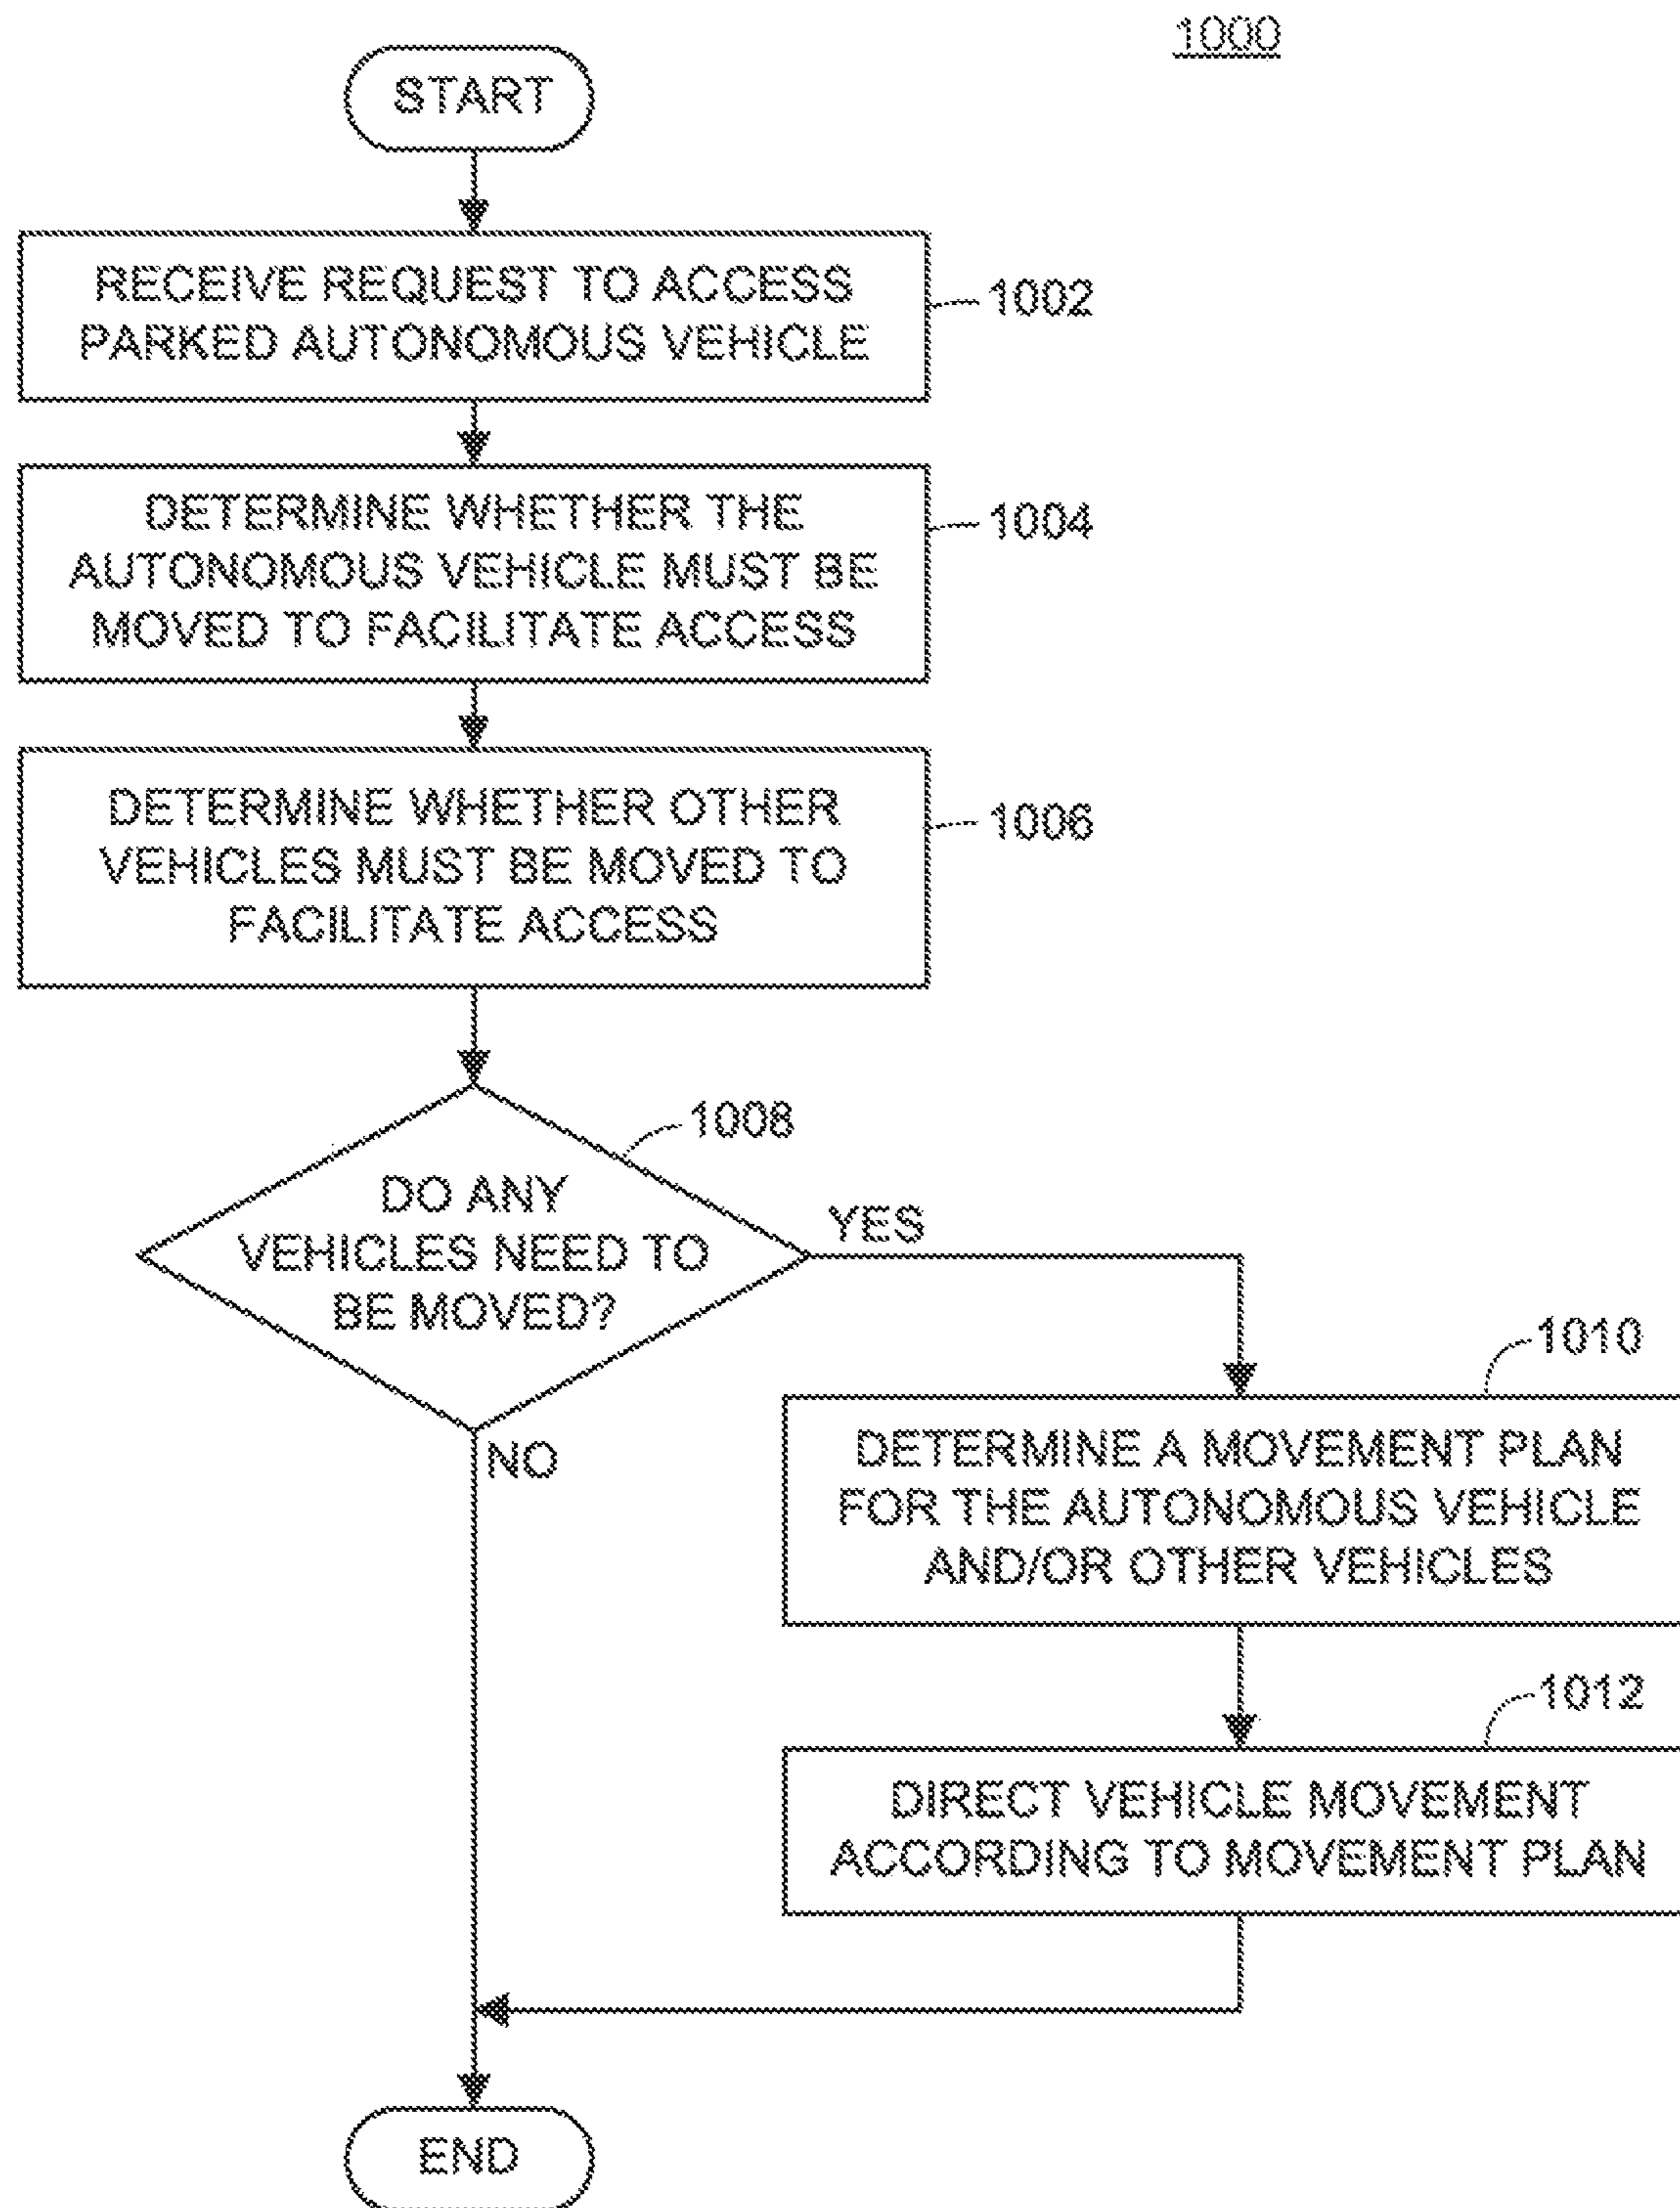 1000
START
RECEIVE REQUEST TO ACCESS
PARKED AUTONOMOUS VEHICLE
1002
DETERMINE WHETHER THE
AUTONOMOUS VEHICLE MUST BE
MOVED TO FACILITATE ACCESS
1004
DETERMINE WHETHER OTHER
VEHICLES MUST BE MOVED TO
FACILITATE ACCESS
1006
1008
DO ANY
VEHICLES NEED TO
BE MOVED?
YES
NO
1010
DETERMINE A MOVEMENT PLAN
FOR THE AUTONOMOUS VEHICLE
AND/OR OTHER VEHICLES
1012
DIRECT VEHICLE MOVEMENT
ACCORDING TO MOVEMENT PLAN
END